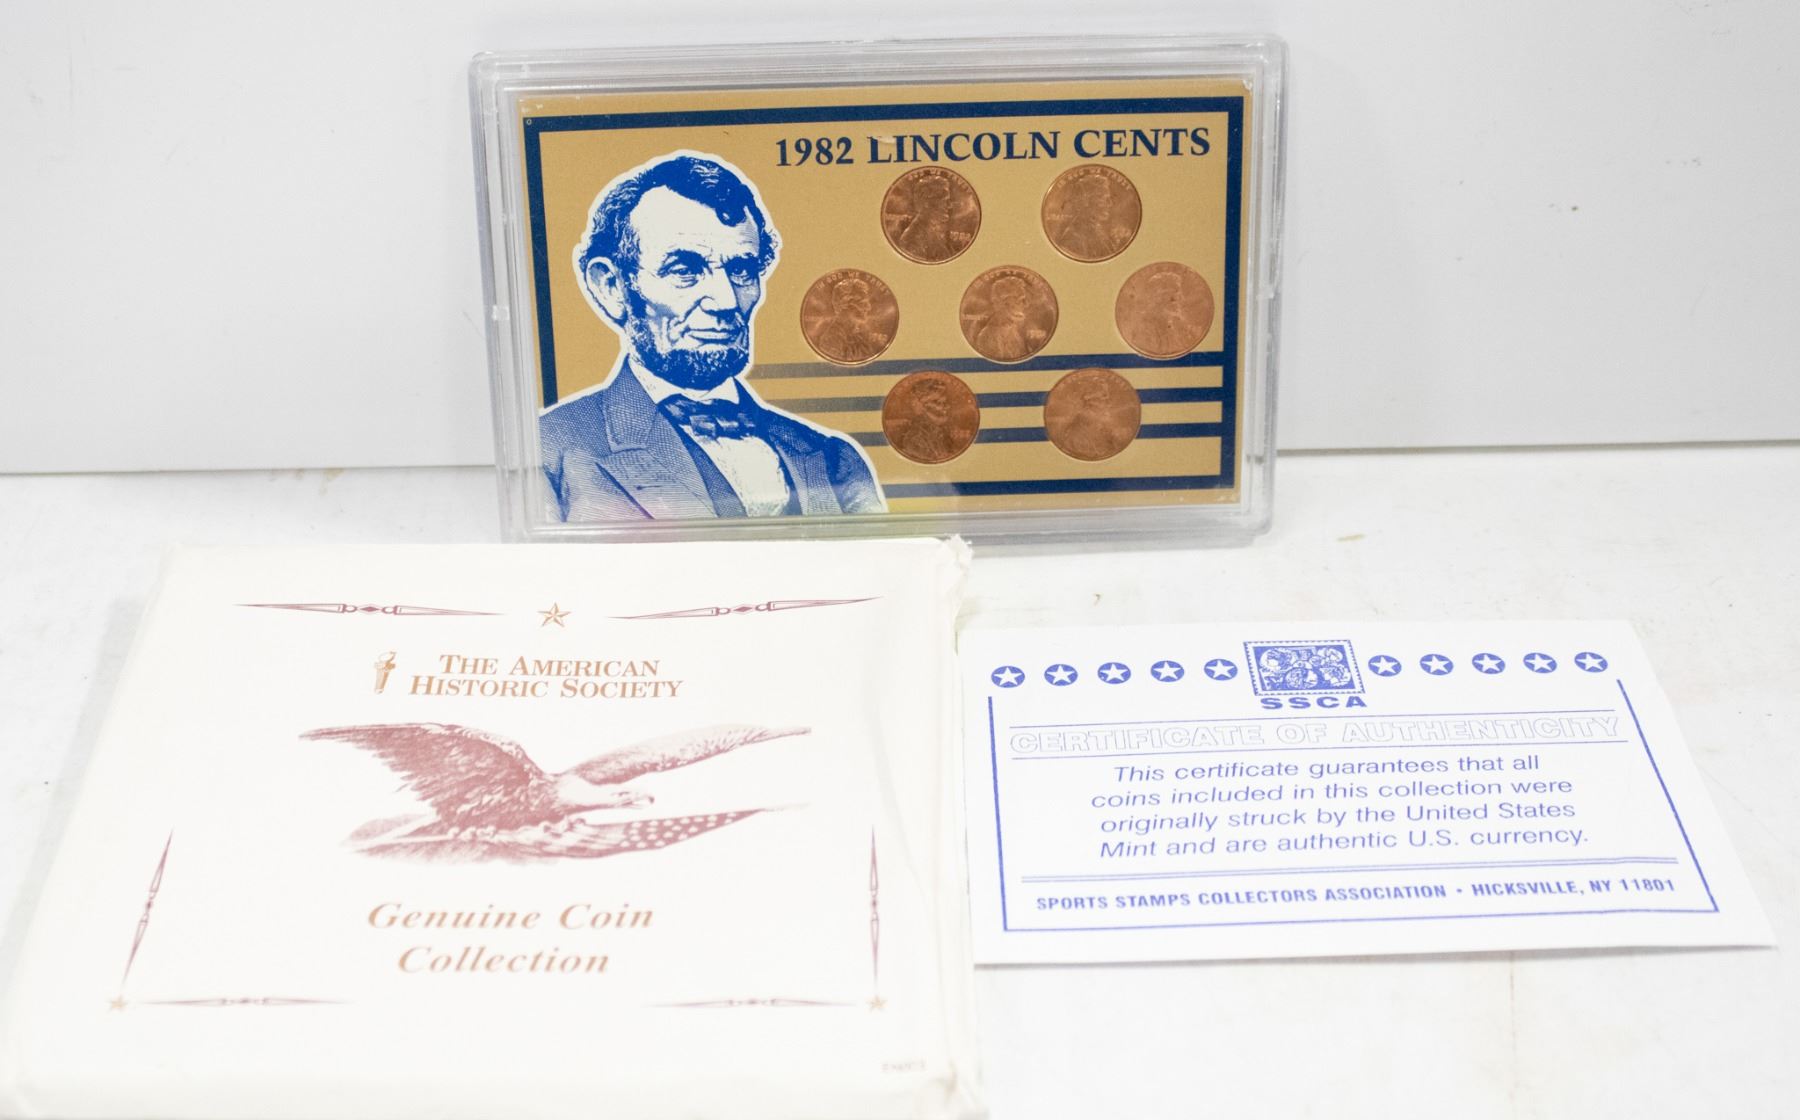 1982 LINCOLN CENTS
THE AMERICAN
HISTORIC SOCIETY
Genuine Coin
Collection
SSCA
CERTIFICATE OF AUTHENTICITY
This certificate guarantees that all
coins included in this collection were
originally struck by the United States
Mint and are authentic U.S. currency.
SPORTS STAMPS COLLECTORS ASSOCIATION • HICKSVILLE, NY 11801